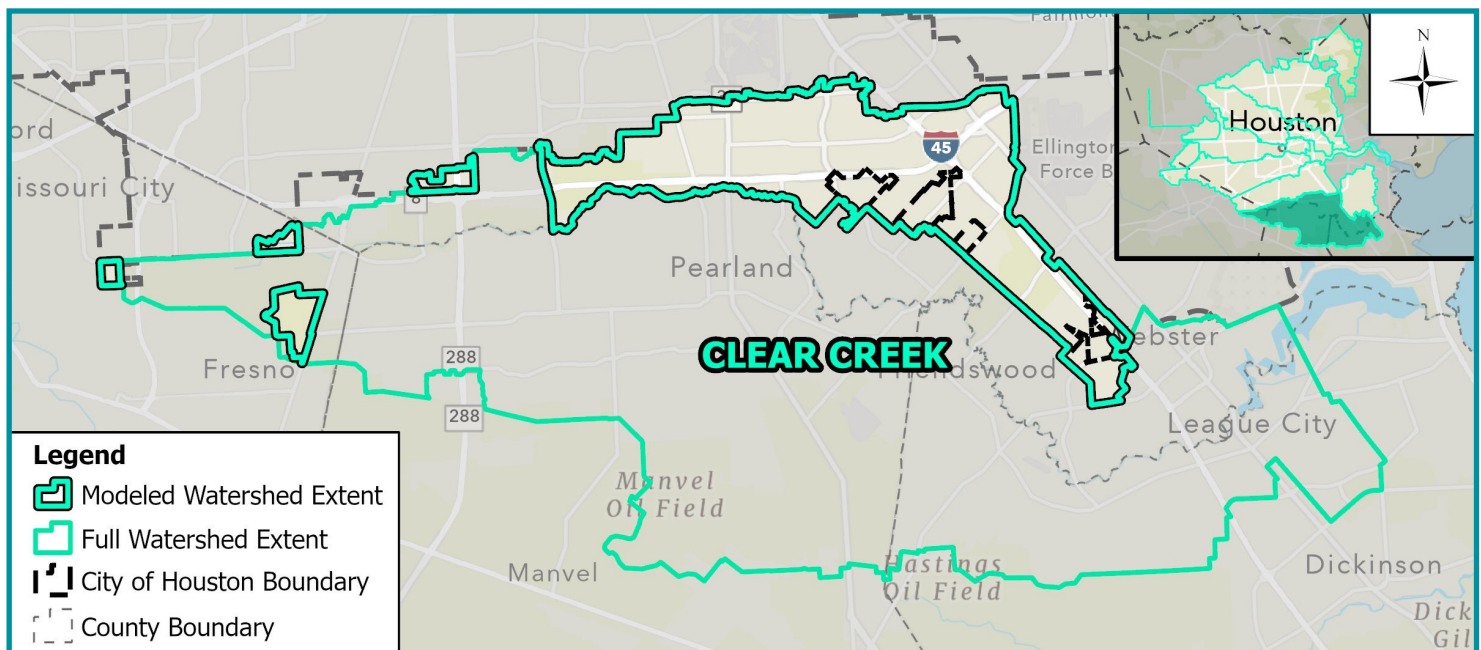 Fairmon
N
Houston
ord
issouri City
45
Ellington
Force B
8
Pearland
288
Fresno
CLEAR CREEK
Friendswood
ebster
288
League City
Legend
Modeled Watershed Extent
Full Watershed Extent
City of Houston Boundary
County Boundary
Manvel
Oil Field
Manvel
Hastings
Oil Field
Dickinson
Dick
Gil